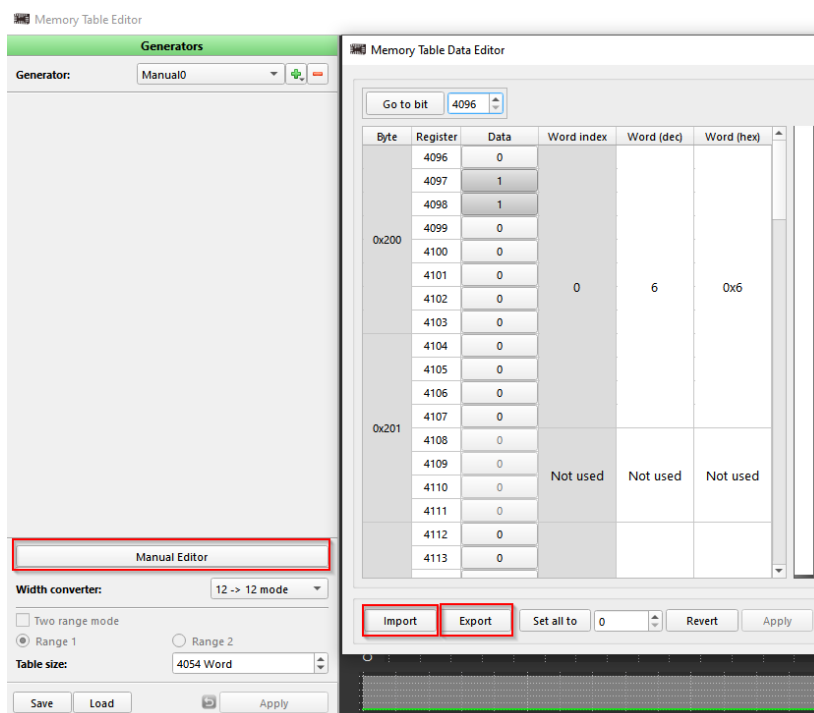 Memory Table Editor
Generators
Generator: Manual0
Manual Editor
Width converter: 12 -> 12 mode
Two range mode
Range 1 Range 2
Table size: 4054 Word
Save Load Apply
Memory Table Data Editor
Go to bit 4096
Byte Register Data Word index Word (dec) Word (hex)
4096 0
4097 1
4098 1
4099 0
0x200
4100 0
4101 0
0 6 0x6
4102 0
4103 0
4104 0
4105 0
4106 0
4107 0
0x201
4108 0
4109 0
Not used Not used Not used
4110 0
4111 0
4112 0
4113 0
Import Export Set all to 0 Revert Apply